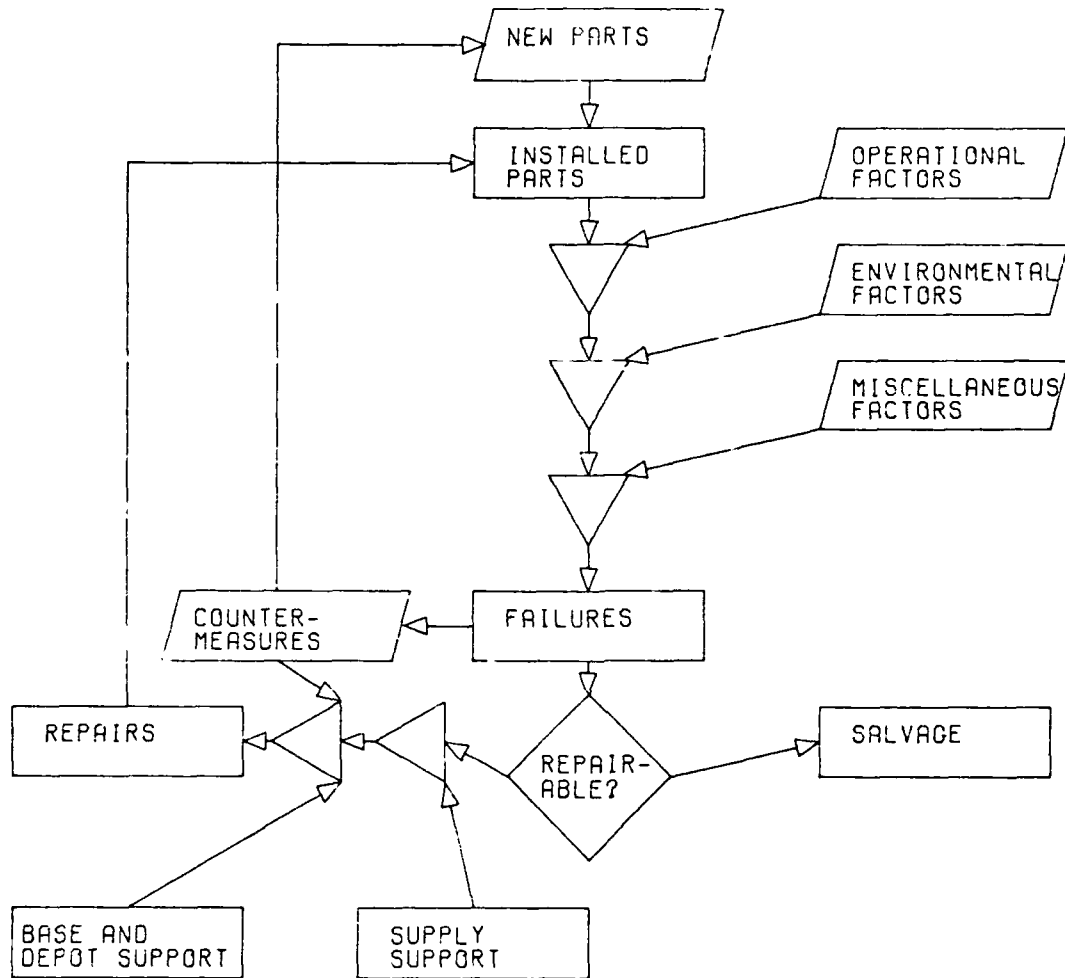 NEW PARTS
INSTALLED
PARTS
OPERATIONAL
FACTORS
ENVIRONMENTAL
FACTORS
MISCELLANEOUS
FACTORS
COUNTER-
MEASURES
FAILURES
REPAIRS
REPAIR-
ABLE?
SALVAGE
BASE AND
DEPOT SUPPORT
SUPPLY
SUPPORT